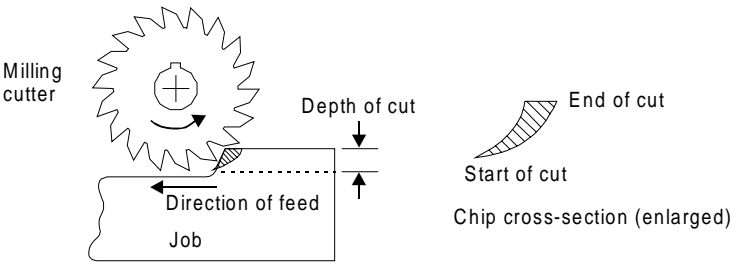 Milling
cutter
Depth of cut
End of cut
Start of cut
Direction of feed
Job
Chip cross-section (enlarged)